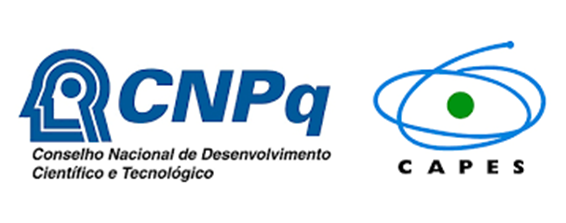 CNPq
Conselho Nacional de Desenvolvimento
Científico e Tecnológico
CAPES